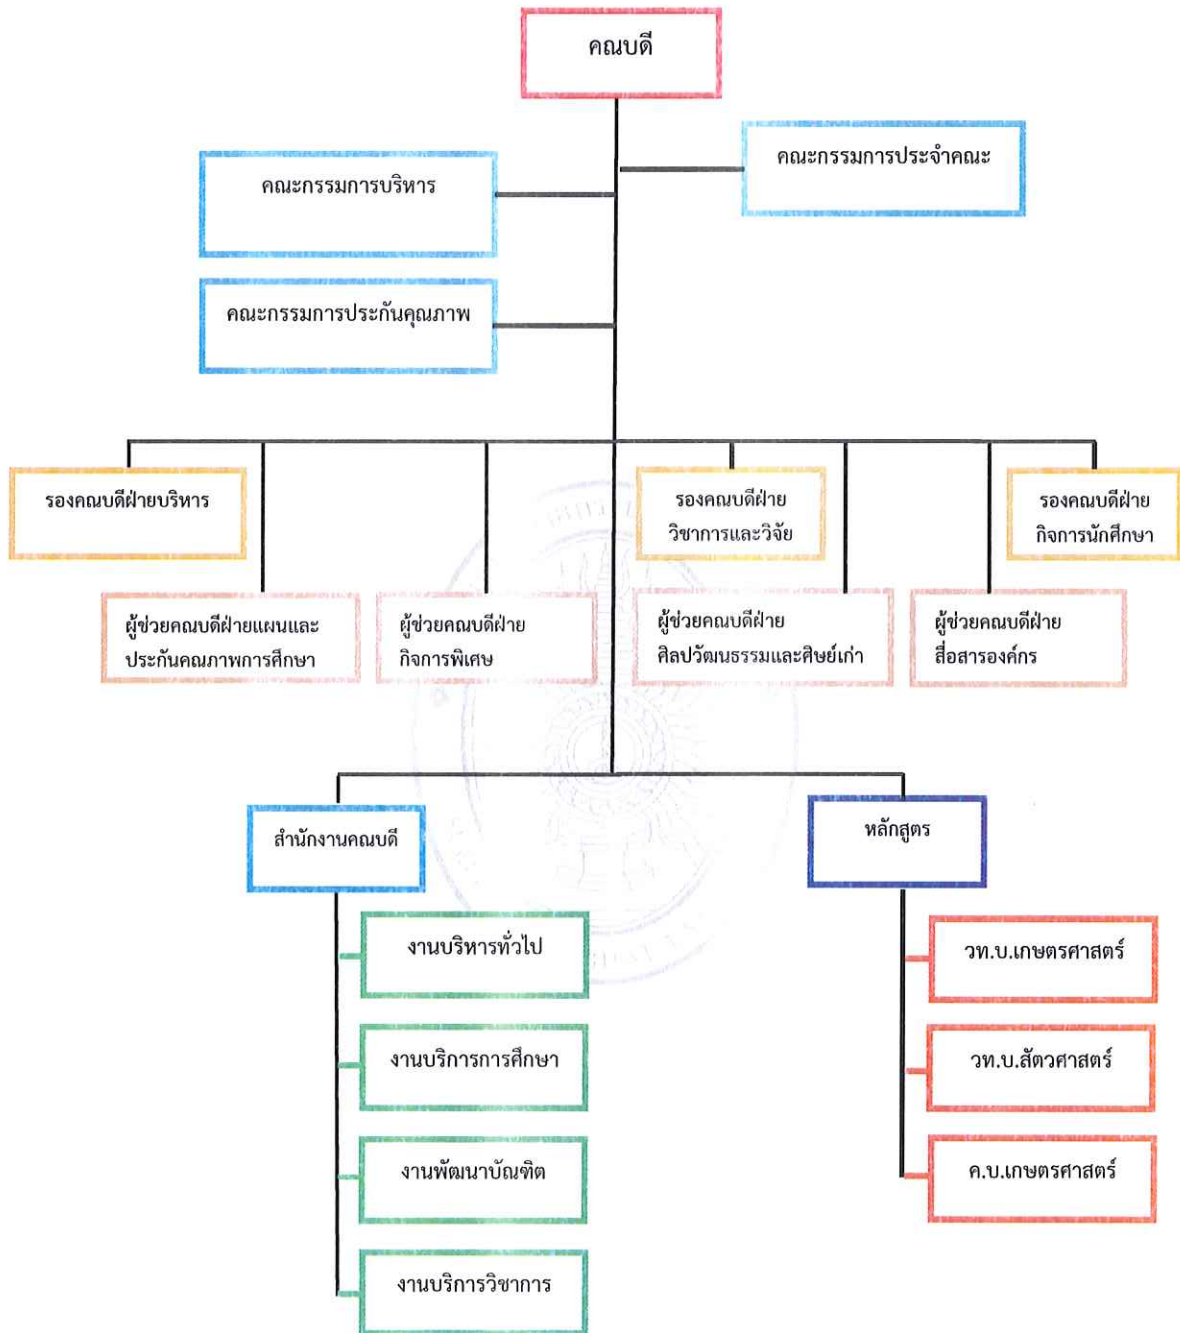 คณบดี
คณะกรรมการประจำคณะ
คณะกรรมการบริหาร
คณะกรรมการประกันคุณภาพ
รองคณบดีฝ่ายบริหาร
รองคณบดีฝ่าย
วิชาการและวิจัย
รองคณบดีฝ่าย
กิจการนักศึกษา
ผู้ช่วยคณบดีฝ่ายแผนและ
ประกันคุณภาพการศึกษา
ผู้ช่วยคณบดีฝ่าย
กิจการพิเศษ
ผู้ช่วยคณบดีฝ่าย
ศิลปวัฒนธรรมและศิษย์เก่า
ผู้ช่วยคณบดีฝ่าย
สื่อสารองค์กร
สำนักงานคณบดี
งานบริหารทั่วไป
งานบริการการศึกษา
งานพัฒนาบัณฑิต
งานบริการวิชาการ
หลักสูตร
วท.บ.เกษตรศาสตร์
วท.บ.สัตวศาสตร์
ค.บ.เกษตรศาสตร์